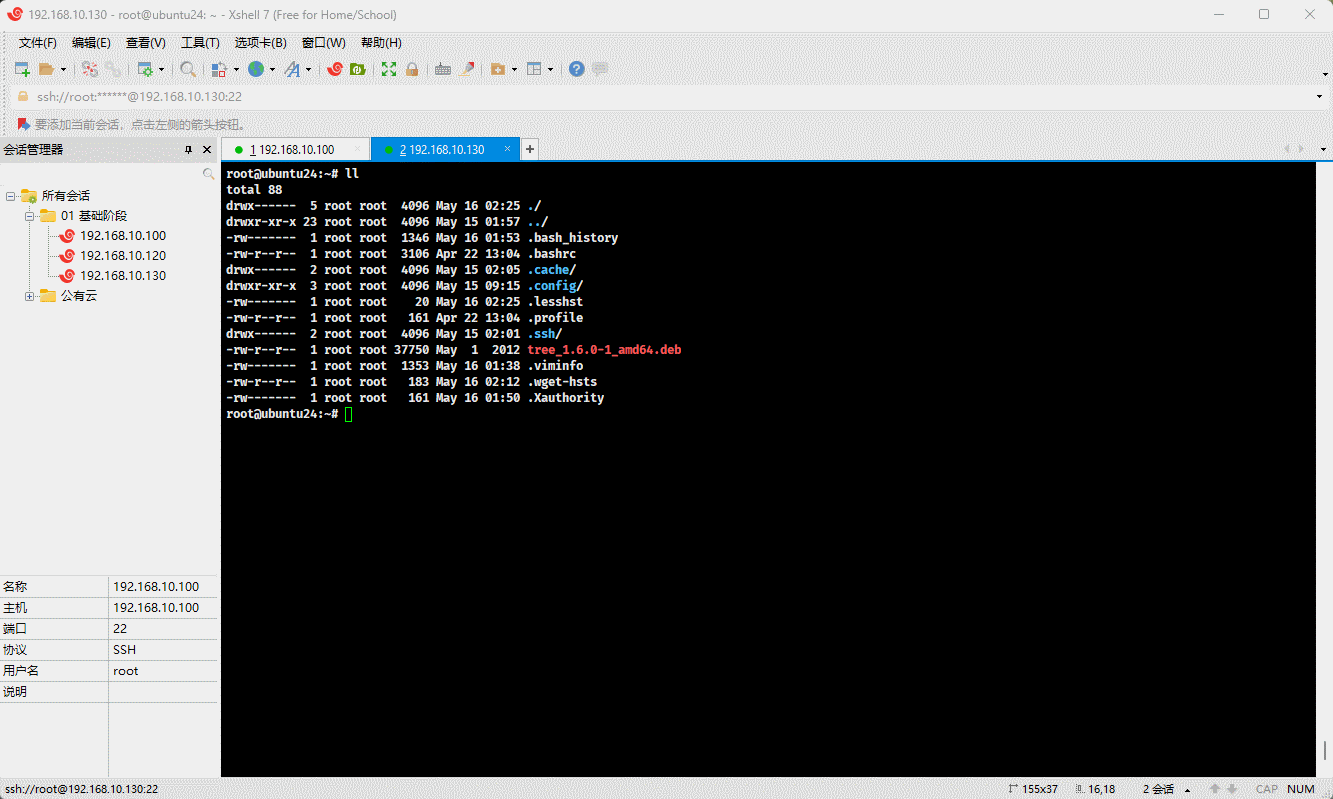 192.168.10.130 - root@ubuntu24: ~ - Xshell 7 (Free for Home/School)
文件(F) 编辑(E) 查看(V) 工具(T) 选项卡(B) 窗口(W) 帮助(H)
ssh://root:******@192.168.10.130:22
要添加当前会话，点击左侧的箭头按钮。
会话管理器
1 192.168.10.100
2 192.168.10.130
所有会话
01 基础阶段
192.168.10.100
192.168.10.120
192.168.10.130
公有云
root@ubuntu24:~# ll
total 88
drwx------  5 root root  4096 May 16 02:25 ./
drwxr-xr-x 23 root root  4096 May 15 01:57 ../
-rw-------  1 root root  1346 May 16 01:53 .bash_history
-rw-r--r--  1 root root  3106 Apr 22 13:04 .bashrc
drwx------  2 root root  4096 May 15 02:05 .cache/
drwxr-xr-x  3 root root  4096 May 15 09:15 .config/
-rw-------  1 root root    20 May 16 02:25 .lesshst
-rw-r--r--  1 root root   161 Apr 22 13:04 .profile
drwx------  2 root root  4096 May 15 02:01 .ssh/
-rw-r--r--  1 root root 37750 May  1  2012 tree_1.6.0-1_amd64.deb
-rw-------  1 root root  1353 May 16 01:38 .viminfo
-rw-r--r--  1 root root   183 May 16 02:12 .wget-hsts
-rw-------  1 root root   161 May 16 01:50 .Xauthority
root@ubuntu24:~#
名称 192.168.10.100
主机 192.168.10.100
端口 22
协议 SSH
用户名 root
说明
ssh://root@192.168.10.130:22 155x37 16,18 2 会话 CAP NUM